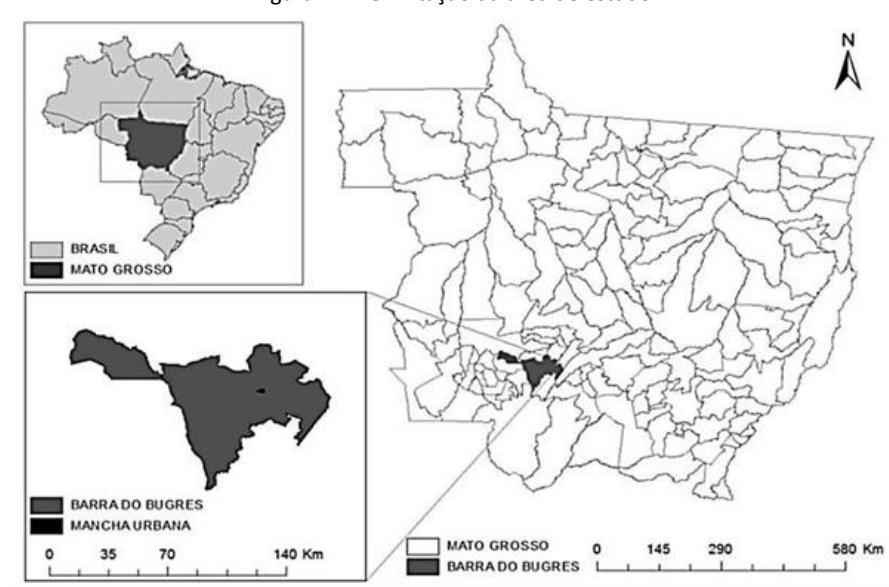 N
BRASIL
MATO GROSSO
BARRA DO BUGRES
MANCHA URBANA
0 35 70 140 Km
MATO GROSSO
BARRA DO BUGRES
0 145 290 580 Km